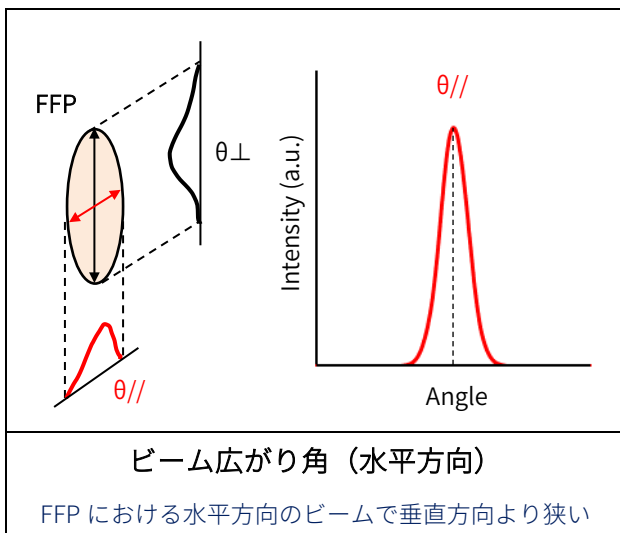 FFP
θ⊥
θ//
θ//
Intensity (a.u.)
Angle
ビーム広がり角（水平方向）
FFP における水平方向のビームで垂直方向より狭い